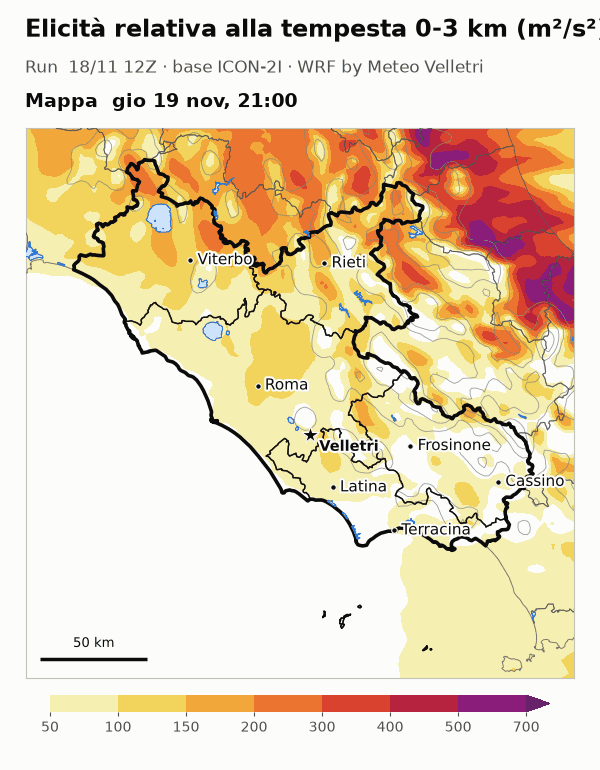 Elicità relativa alla tempesta 0-3 km (m²/s²)
Run  18/11 12Z · base ICON-2I · WRF by Meteo Velletri
Mappa  gio 19 nov, 21:00
Viterbo
Rieti
Roma
Velletri
Frosinone
Cassino
Latina
Terracina
50 km
50 100 150 200 300 400 500 700